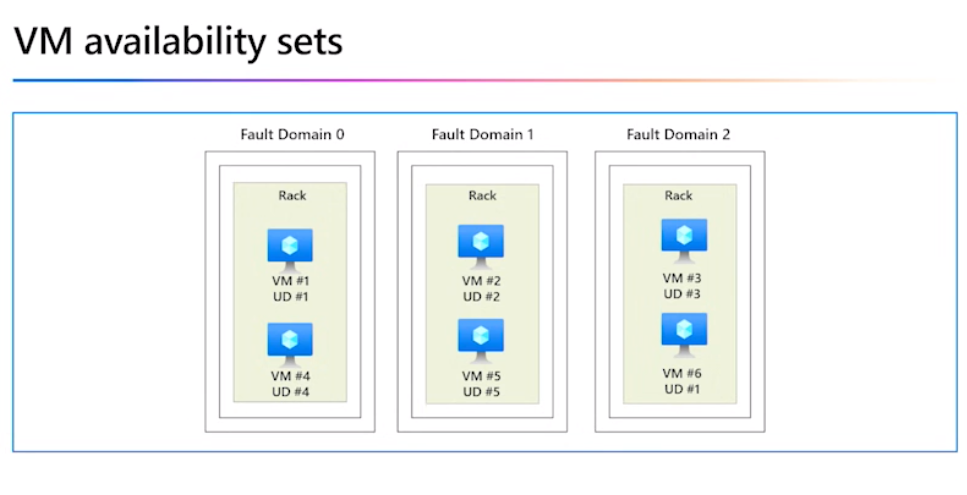 VM availability sets
Fault Domain 0
Fault Domain 1
Fault Domain 2
Rack
VM #1
UD #1
VM #4
UD #4
Rack
VM #2
UD #2
VM #5
UD #5
Rack
VM #3
UD #3
VM #6
UD #1